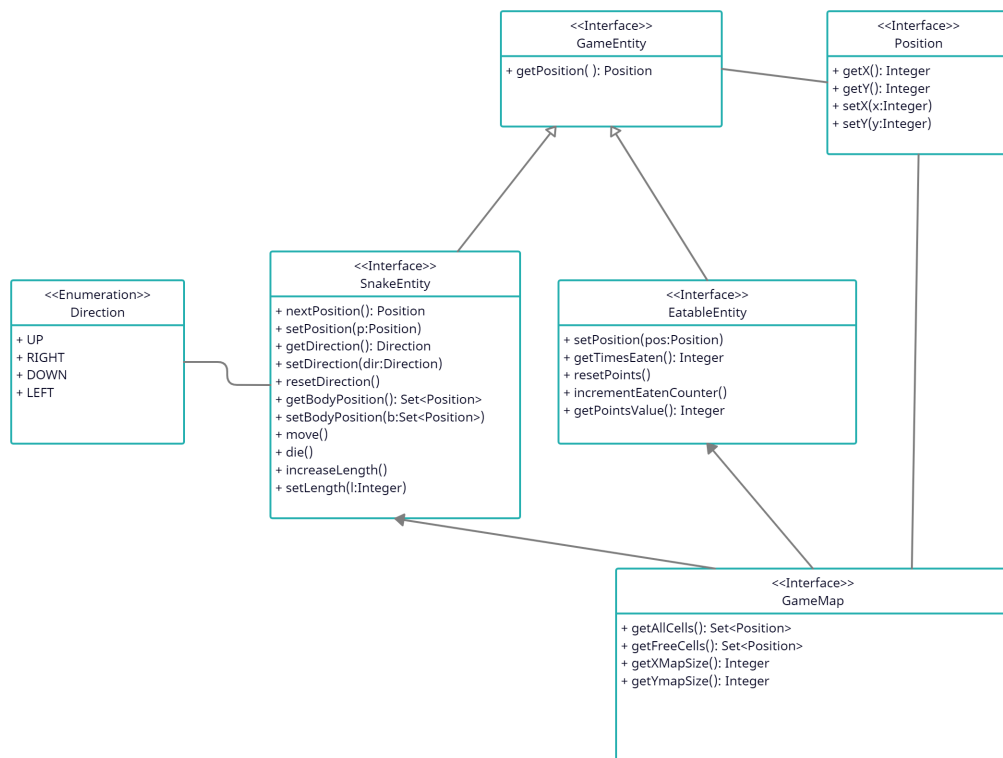 <<Interface>>
GameEntity
+ getPosition( ): Position
<<Interface>>
Position
+ getX(): Integer
+ getY(): Integer
+ setX(x:Integer)
+ setY(y:Integer)
<<Enumeration>>
Direction
+ UP
+ RIGHT
+ DOWN
+ LEFT
<<Interface>>
SnakeEntity
+ nextPosition(): Position
+ setPosition(p:Position)
+ getDirection(): Direction
+ setDirection(dir:Direction)
+ resetDirection()
+ getBodyPosition(): Set<Position>
+ setBodyPosition(b:Set<Position>)
+ move()
+ die()
+ increaseLength()
+ setLength(l:Integer)
<<Interface>>
EatableEntity
+ setPosition(pos:Position)
+ getTimesEaten(): Integer
+ resetPoints()
+ incrementEatenCounter()
+ getPointsValue(): Integer
<<Interface>>
GameMap
+ getAllCells(): Set<Position>
+ getFreeCells(): Set<Position>
+ getXMapSize(): Integer
+ getYmapSize(): Integer